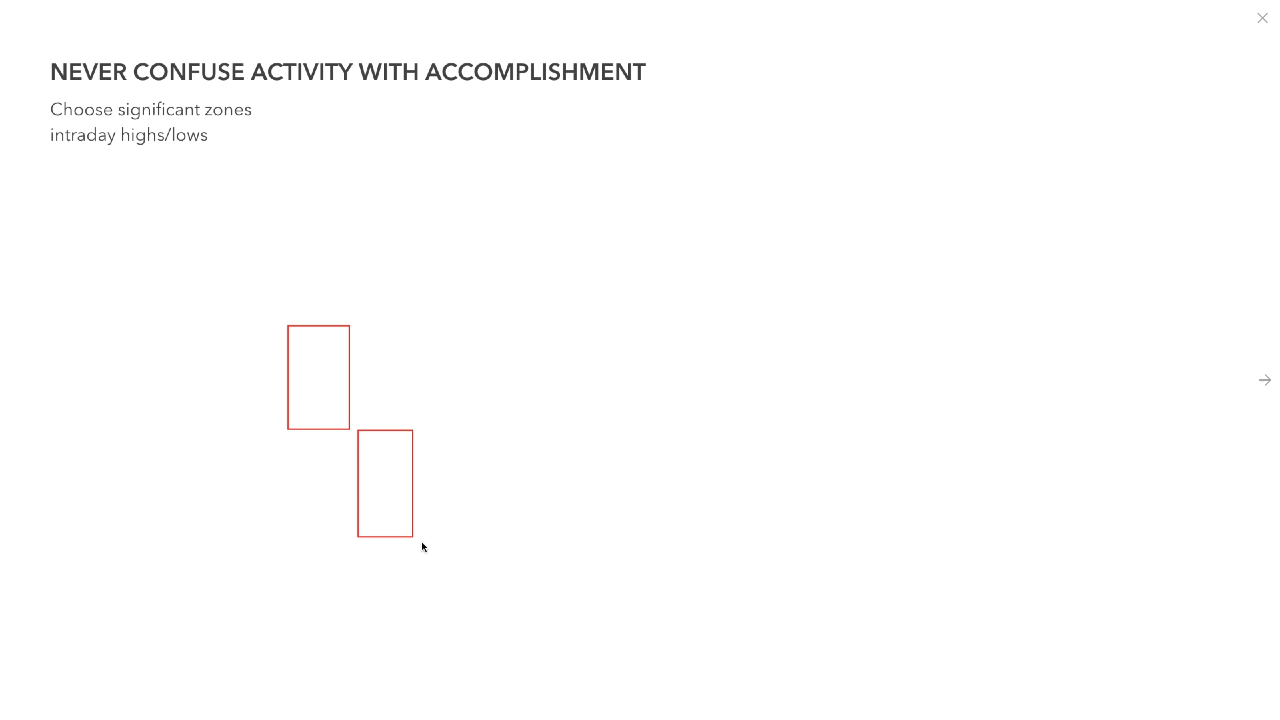 NEVER CONFUSE ACTIVITY WITH ACCOMPLISHMENT
Choose significant zones
intraday highs/lows